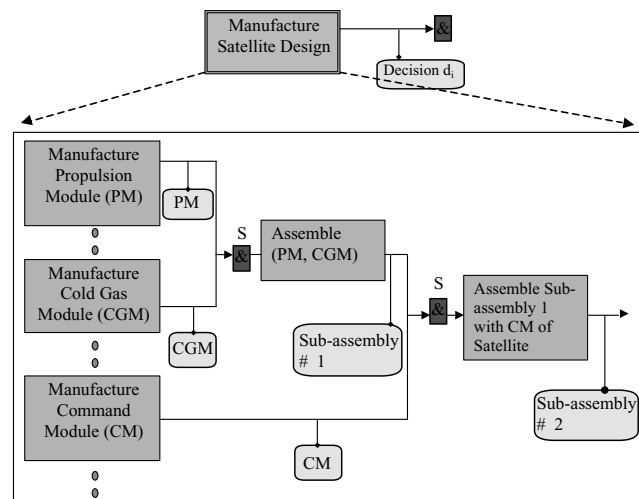 Manufacture
Satellite Design
&
Decision di
Manufacture
Propulsion
Module (PM)
PM
S
&
Assemble
(PM, CGM)
Manufacture
Cold Gas
Module (CGM)
CGM
Sub-assembly
# 1
S
&
Assemble Sub-
assembly 1
with CM of
Satellite
Sub-assembly
# 2
Manufacture
Command
Module (CM)
CM